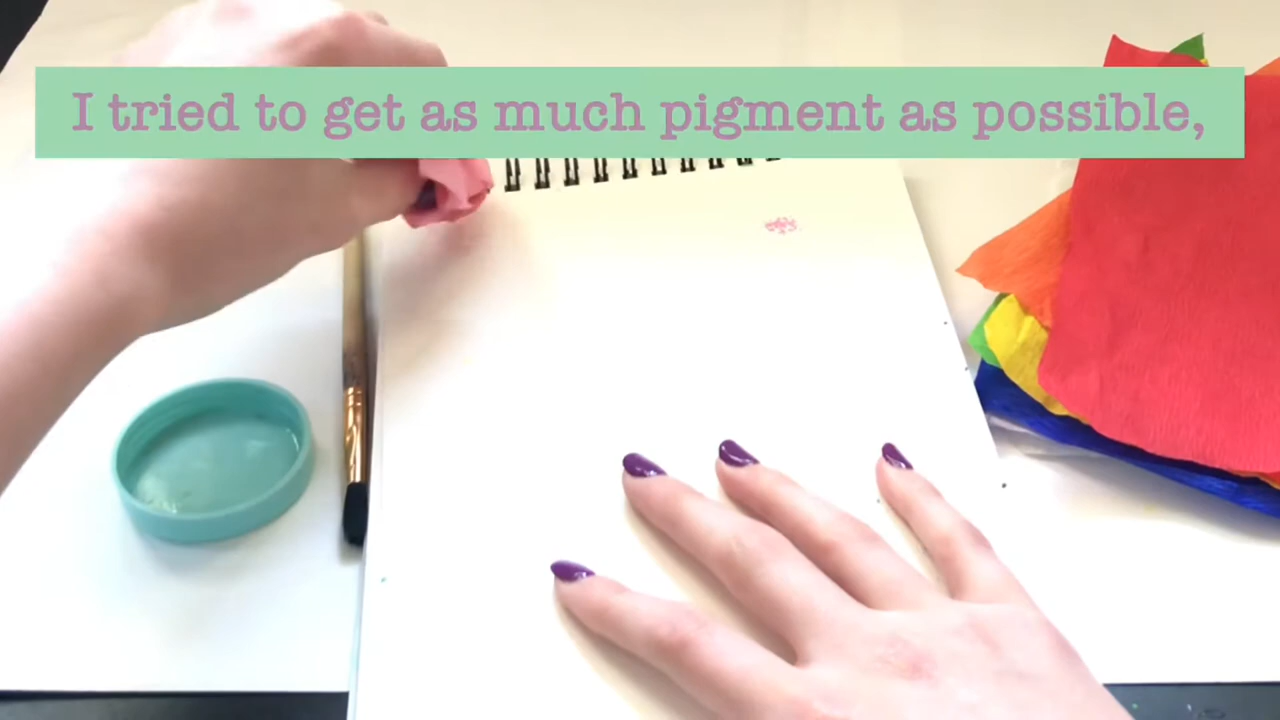 I tried to get as much pigment as possible,